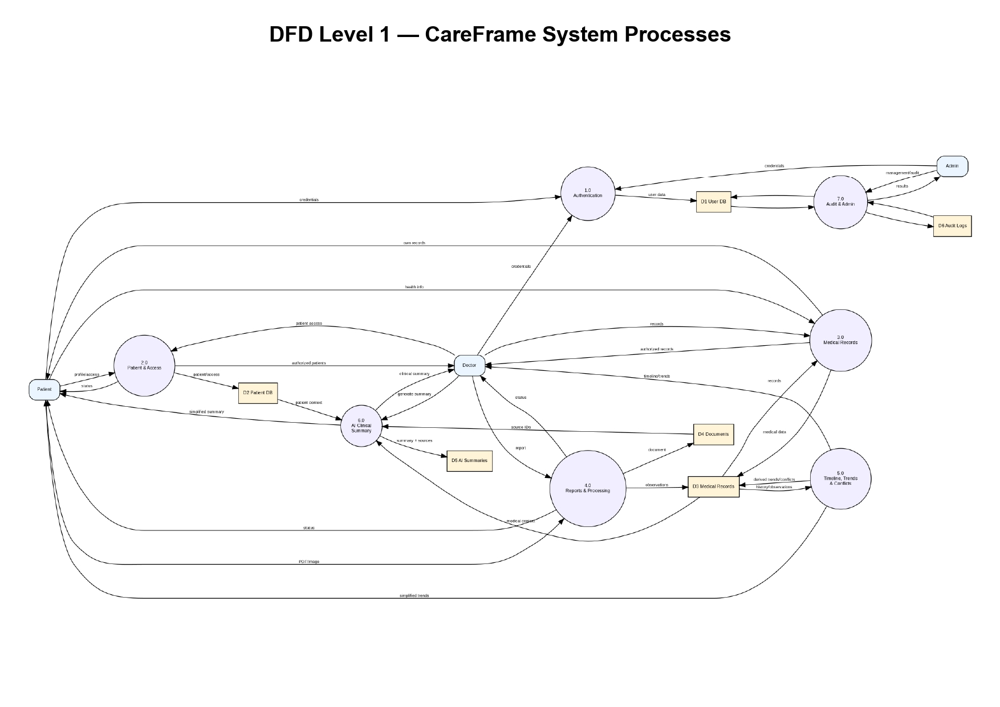 DFD Level 1 — CareFrame System Processes
Admin
credentials
management/audit
results
1.0
Authentication
user data
D1 User DB
7.0
Audit & Admin
D6 Audit Logs
credentials
own records
credentials
health info
patient access
records
3.0
Medical Records
authorized records
2.0
Patient & Access
authorized patients
Doctor
profile/access
patient/access
clinical summary
timeline/trends
records
status
Patient
D2 Patient DB
generate summary
status
patient context
simplified summary
6.0
AI Clinical
Summary
source IDs
D4 Documents
medical data
summary + sources
report
document
D5 AI Summaries
4.0
Reports & Processing
observations
D3 Medical Records
derived trends/conflicts
history/observations
5.0
Timeline, Trends
& Conflicts
medical context
status
PDF/image
simplified trends